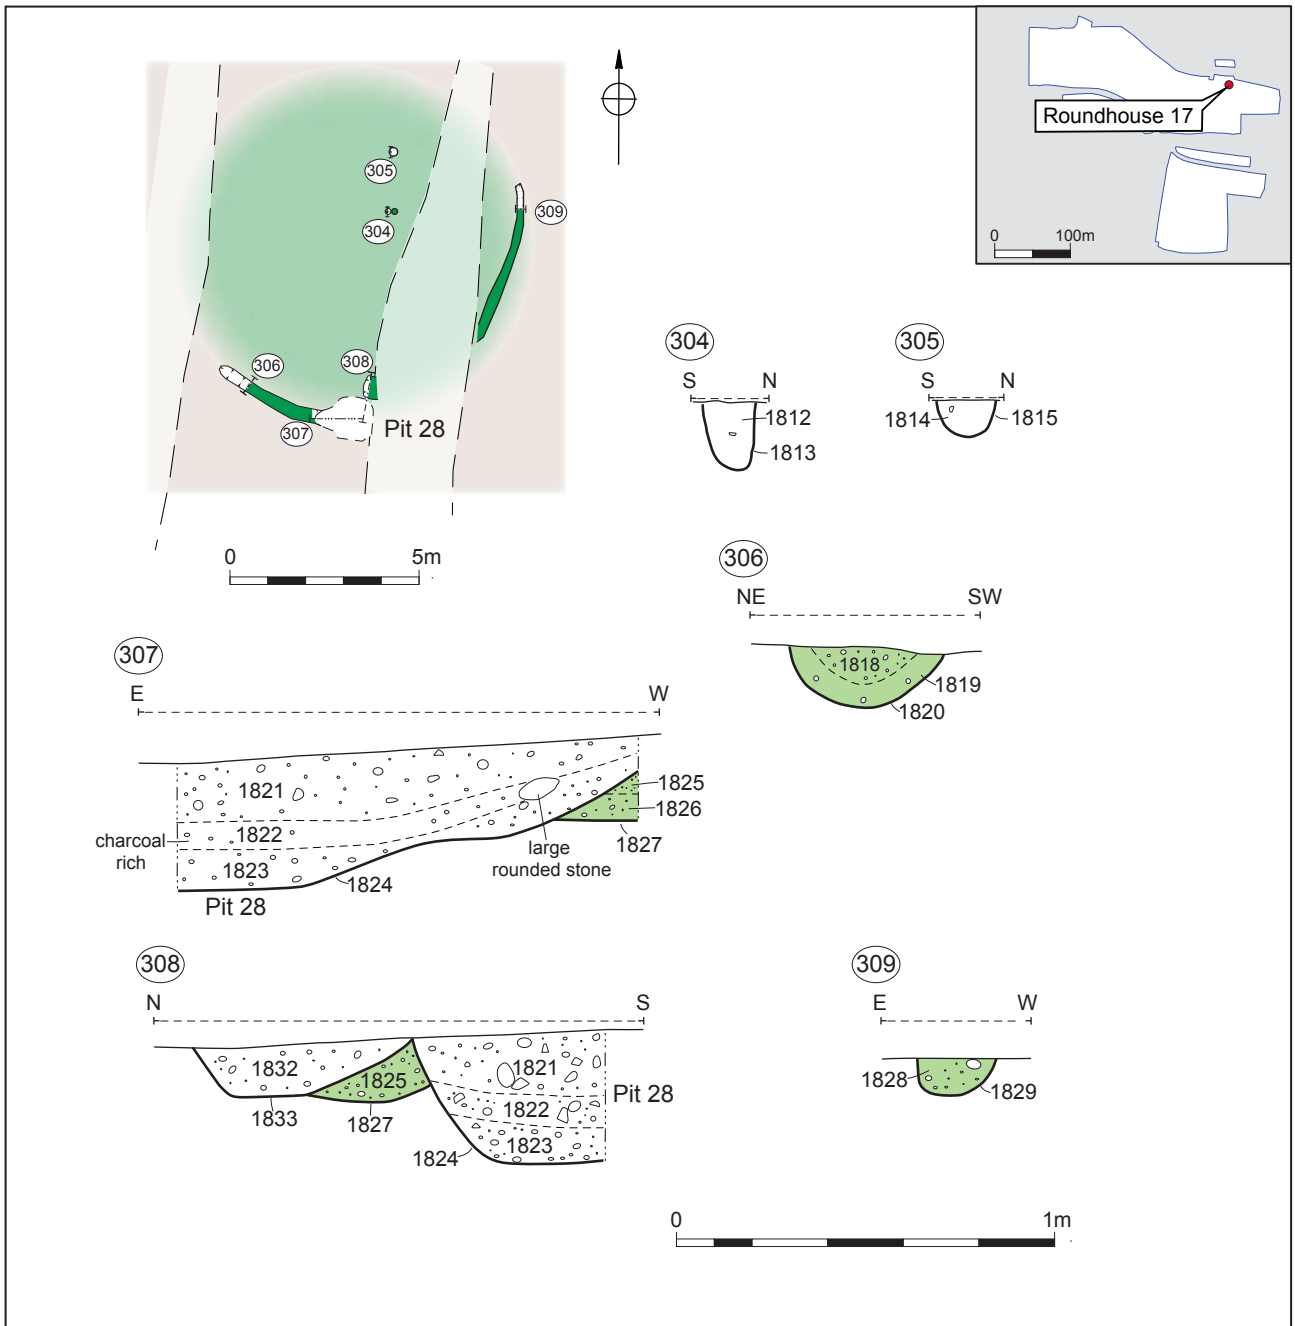 Roundhouse 17
0 100m
305
304
309
306
308
307
Pit 28
0 5m
304
S N
1812
1813
305
S N
1814
1815
306
NE SW
1818
1819
1820
307
E W
1821
1822
1823
1824
1825
1826
1827
charcoal
rich
large
rounded stone
Pit 28
308
N S
1832
1833
1825
1827
1824
1821
1822
1823
Pit 28
309
E W
1828
1829
0 1m